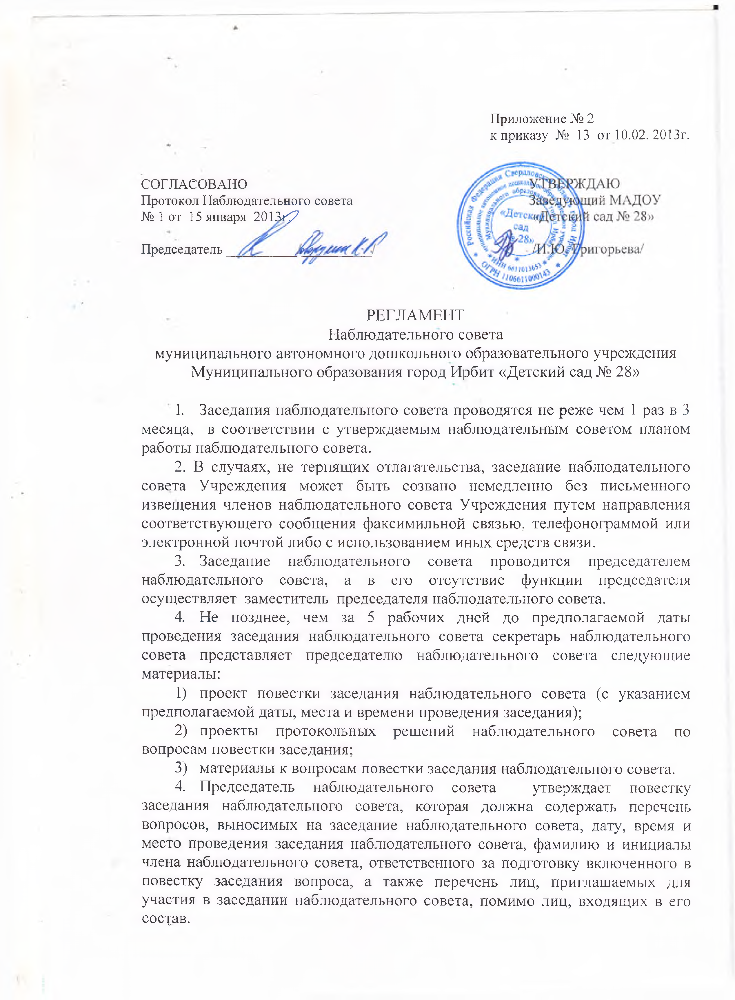 Приложение № 2
к приказу № 13 от 10.02. 2013г.
СОГЛАСОВАНО
Протокол Наблюдательного совета
№ 1 от 15 января 2013г.
Председатель
УТВЕРЖДАЮ
Заведующий МАДОУ
«Детский сад № 28»
/И.Ю. Григорьева/
Российская Федерация Свердловская область город Ирбит
ОГРН 1106611000143
ИНН 6611013653
«Детский
сад
№ 28»
РЕГЛАМЕНТ
Наблюдательного совета
муниципального автономного дошкольного образовательного учреждения
Муниципального образования город Ирбит «Детский сад № 28»
1. Заседания наблюдательного совета проводятся не реже чем 1 раз в 3
месяца, в соответствии с утверждаемым наблюдательным советом планом
работы наблюдательного совета.
2. В случаях, не терпящих отлагательства, заседание наблюдательного
совета Учреждения может быть созвано немедленно без письменного
извещения членов наблюдательного совета Учреждения путем направления
соответствующего сообщения факсимильной связью, телефонограммой или
электронной почтой либо с использованием иных средств связи.
3. Заседание наблюдательного совета проводится председателем
наблюдательного совета, а в его отсутствие функции председателя
осуществляет заместитель председателя наблюдательного совета.
4. Не позднее, чем за 5 рабочих дней до предполагаемой даты
проведения заседания наблюдательного совета секретарь наблюдательного
совета представляет председателю наблюдательного совета следующие
материалы:
1) проект повестки заседания наблюдательного совета (с указанием
предполагаемой даты, места и времени проведения заседания);
2) проекты протокольных решений наблюдательного совета по
вопросам повестки заседания;
3) материалы к вопросам повестки заседания наблюдательного совета.
4. Председатель наблюдательного совета утверждает повестку
заседания наблюдательного совета, которая должна содержать перечень
вопросов, выносимых на заседание наблюдательного совета, дату, время и
место проведения заседания наблюдательного совета, фамилию и инициалы
члена наблюдательного совета, ответственного за подготовку включенного в
повестку заседания вопроса, а также перечень лиц, приглашаемых для
участия в заседании наблюдательного совета, помимо лиц, входящих в его
состав.